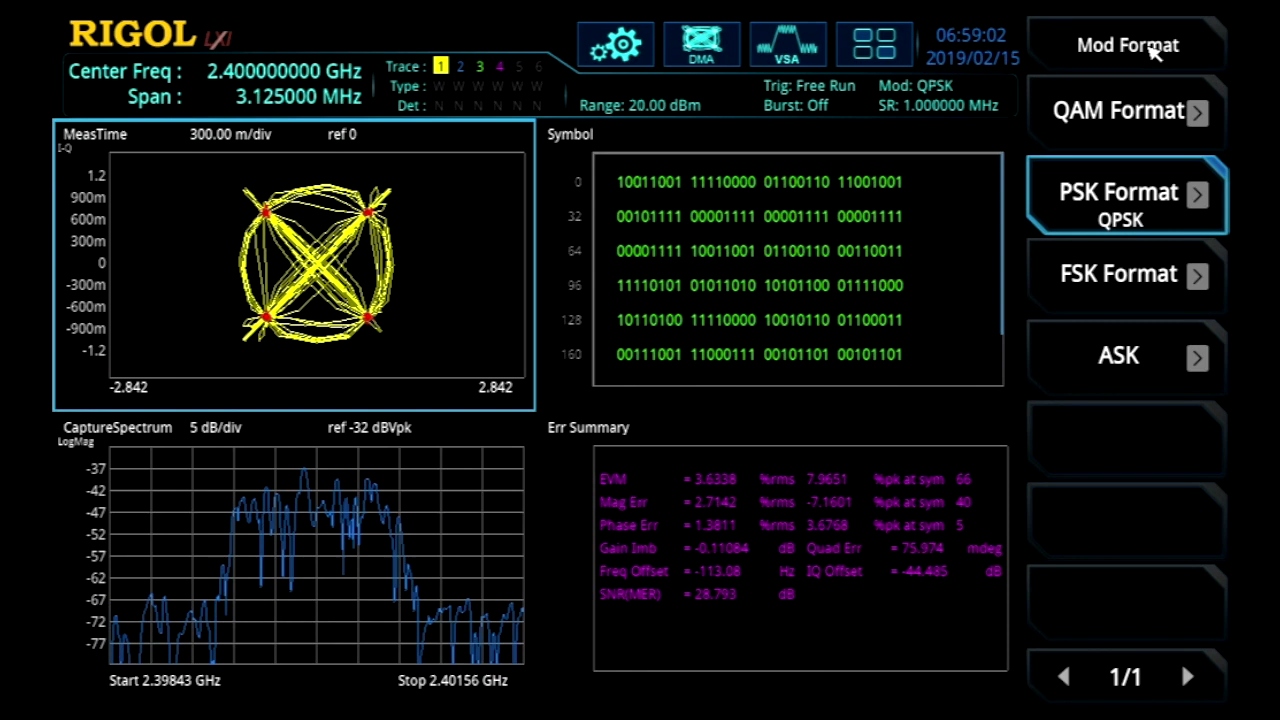 RIGOL LXI
06:59:02
2019/02/15
DMA
VSA
Center Freq : 2.400000000 GHz
Span : 3.125000 MHz
Trace : 1 2 3 4 5 6
Type : W W W W W W
Det : N N N N N N
Range: 20.00 dBm
Trig: Free Run Mod: QPSK
Burst: Off SR: 1.000000 MHz
MeasTime 300.00 m/div ref 0
I-Q
1.2
900m
600m
300m
0
-300m
-600m
-900m
-1.2
-2.842 2.842
Symbol
0 10011001 11110000 01100110 11001001
32 00101111 00001111 00001111 00001111
64 00001111 10011001 01100110 00110011
96 11110101 01011010 10101100 01111000
128 10110100 11110000 10010110 01100011
160 00111001 11000111 00101101 00101101
CaptureSpectrum 5 dB/div ref -32 dBVpk
LogMag
-37
-42
-47
-52
-57
-62
-67
-72
-77
Start 2.39843 GHz Stop 2.40156 GHz
Err Summary
EVM = 3.6338 %rms 7.9651 %pk at sym 66
Mag Err = 2.7142 %rms -7.1601 %pk at sym 40
Phase Err = 1.3811 %rms 3.6768 %pk at sym 5
Gain Imb = -0.11084 dB Quad Err = 75.974 mdeg
Freq Offset = -113.08 Hz IQ Offset = -44.485 dB
SNR(MER) = 28.793 dB
Mod Format
QAM Format
PSK Format
QPSK
FSK Format
ASK
1/1